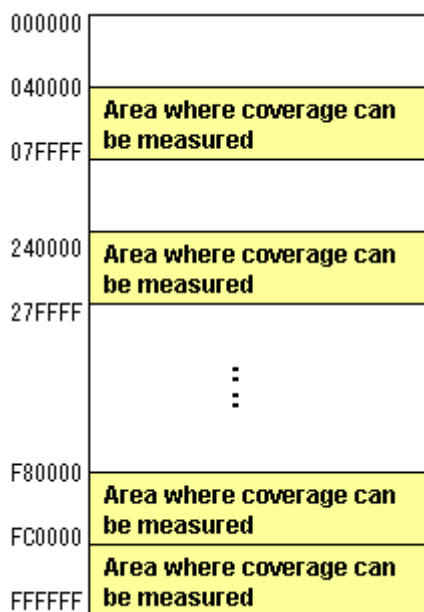 000000
040000
Area where coverage can
be measured
07FFFF
240000
Area where coverage can
be measured
27FFFF
F80000
Area where coverage can
be measured
FC0000
Area where coverage can
be measured
FFFFFF